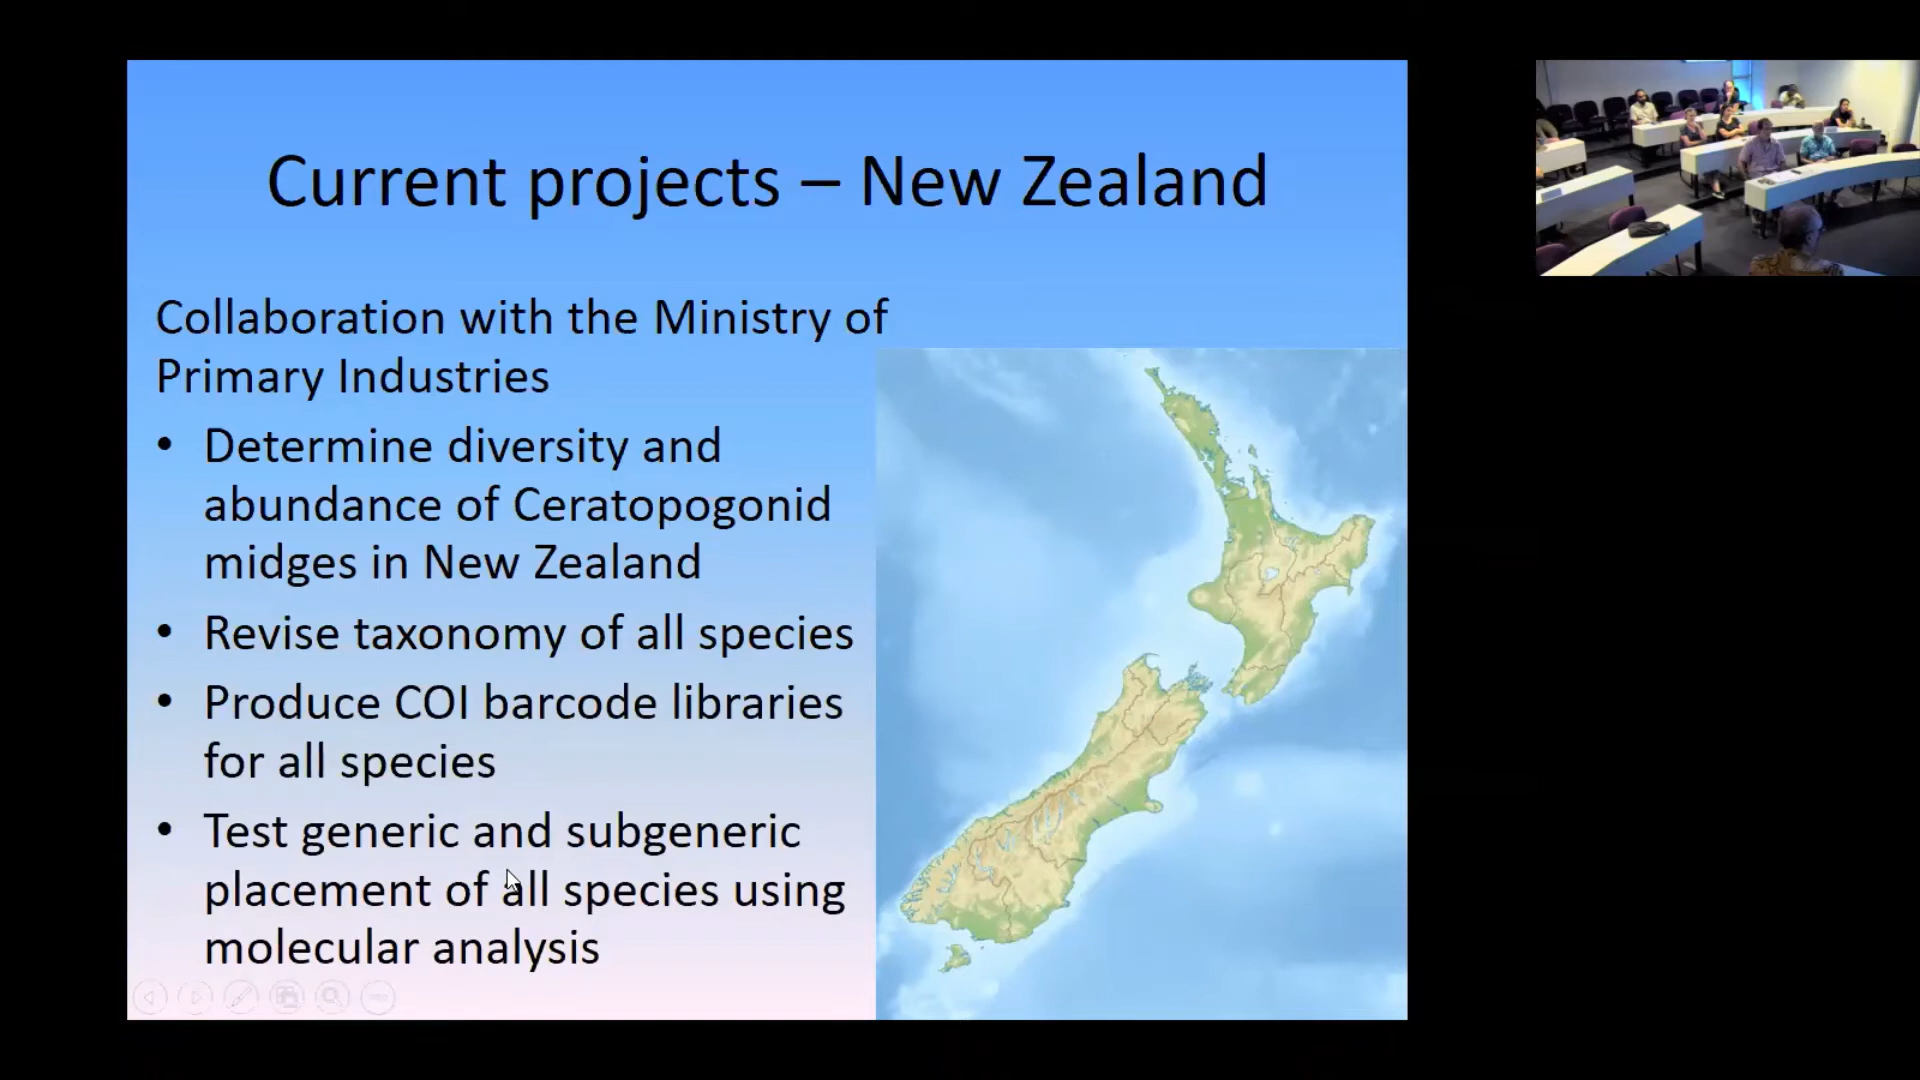 Current projects – New Zealand
Collaboration with the Ministry of
Primary Industries
• Determine diversity and
abundance of Ceratopogonid
midges in New Zealand
• Revise taxonomy of all species
• Produce COI barcode libraries
for all species
• Test generic and subgeneric
placement of all species using
molecular analysis